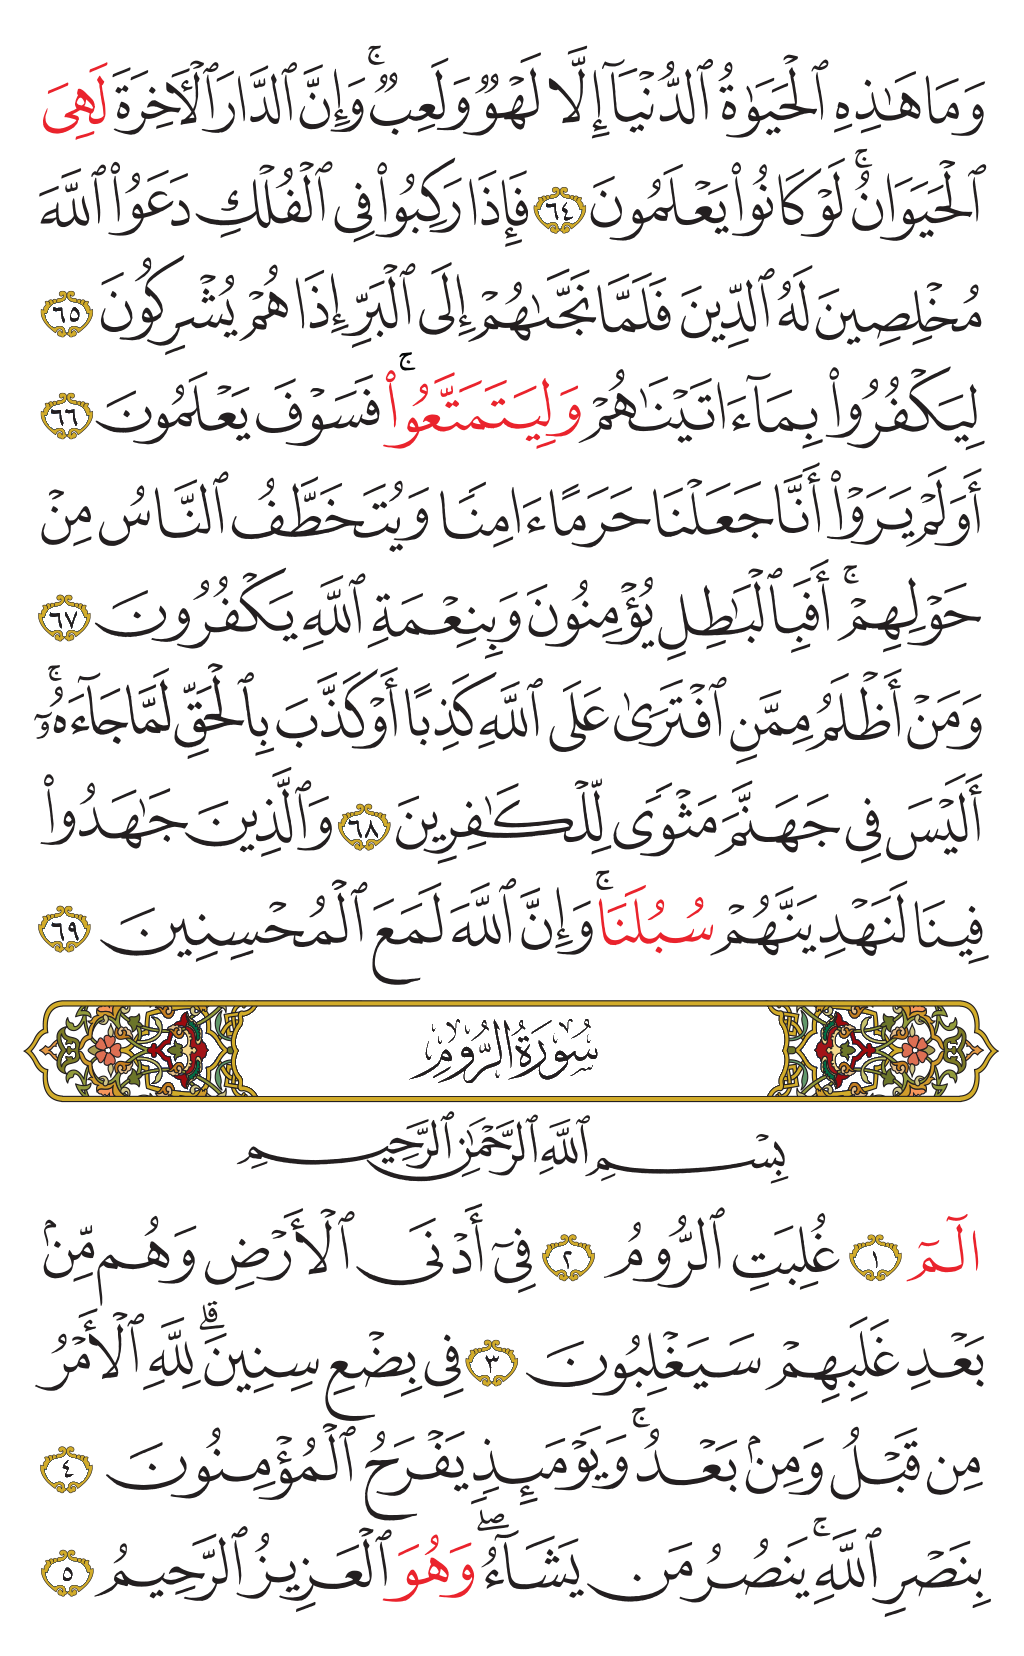 وَمَا هَـٰذِهِ ٱلْحَيَوٰةُ ٱلدُّنْيَآ إِلَّا لَهْوٌ وَلَعِبٌ ۚ وَإِنَّ ٱلدَّارَ ٱلْأَخِرَةَ لَهِىَ
ٱلْحَيَوَانُ ۚ لَوْ كَانُوا۟ يَعْلَمُونَ ٦٤ فَإِذَا رَكِبُوا۟ فِى ٱلْفُلْكِ دَعَوُا۟ ٱللَّهَ
مُخْلِصِينَ لَهُ ٱلدِّينَ فَلَمَّا نَجَّىٰهُمْ إِلَى ٱلْبَرِّ إِذَا هُمْ يُشْرِكُونَ ٦٥
لِيَكْفُرُوا۟ بِمَآ ءَاتَيْنَـٰهُمْ وَلِيَتَمَتَّعُوا۟ ۚ فَسَوْفَ يَعْلَمُونَ ٦٦
أَوَلَمْ يَرَوْا۟ أَنَّا جَعَلْنَا حَرَمًا ءَامِنًا وَيُتَخَطَّفُ ٱلنَّاسُ مِنْ
حَوْلِهِمْ ۚ أَفَبِٱلْبَـٰطِلِ يُؤْمِنُونَ وَبِنِعْمَةِ ٱللَّهِ يَكْفُرُونَ ٦٧
وَمَنْ أَظْلَمُ مِمَّنِ ٱفْتَرَىٰ عَلَى ٱللَّهِ كَذِبًا أَوْ كَذَّبَ بِٱلْحَقِّ لَمَّا جَآءَهُۥٓ ۚ
أَلَيْسَ فِى جَهَنَّمَ مَثْوًى لِّلْكَـٰفِرِينَ ٦٨ وَٱلَّذِينَ جَـٰهَدُوا۟
فِينَا لَنَهْدِيَنَّهُمْ سُبُلَنَا ۚ وَإِنَّ ٱللَّهَ لَمَعَ ٱلْمُحْسِنِينَ ٦٩
سُورَةُ الرُّومِ
بِسْمِ ٱللَّهِ ٱلرَّحْمَـٰنِ ٱلرَّحِيمِ
الٓمٓ ١ غُلِبَتِ ٱلرُّومُ ٢ فِىٓ أَدْنَى ٱلْأَرْضِ وَهُم مِّنۢ
بَعْدِ غَلَبِهِمْ سَيَغْلِبُونَ ٣ فِى بِضْعِ سِنِينَ ۗ لِلَّهِ ٱلْأَمْرُ
مِن قَبْلُ وَمِنۢ بَعْدُ ۚ وَيَوْمَئِذٍ يَفْرَحُ ٱلْمُؤْمِنُونَ ٤
بِنَصْرِ ٱللَّهِ ۚ يَنصُرُ مَن يَشَآءُ ۖ وَهُوَ ٱلْعَزِيزُ ٱلرَّحِيمُ ٥